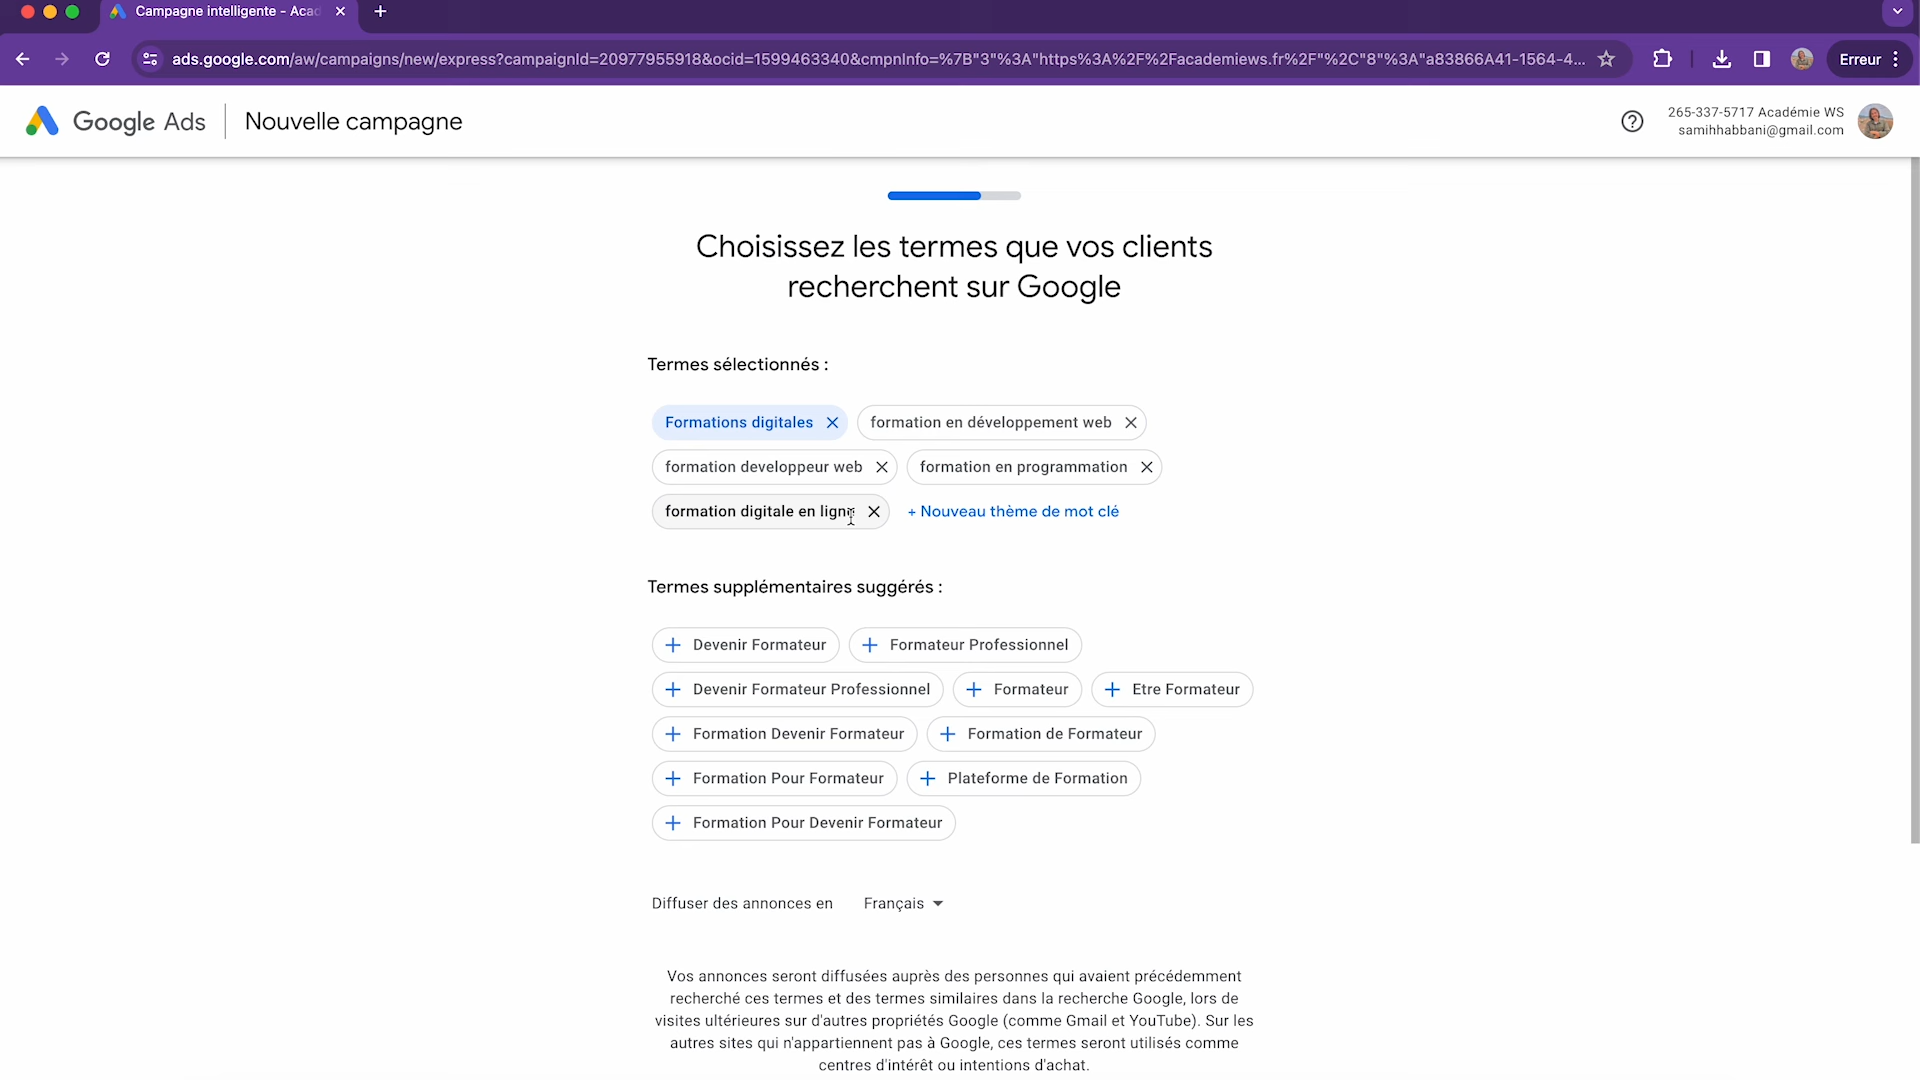 Campagne intelligente - Acad
ads.google.com/aw/campaigns/new/express?campaignId=20977955918&ocid=1599463340&cmpnInfo=%7B"3"%3A"https%3A%2F%2Facademiews.fr%2F"%2C"8"%3A"a83866A41-1564-4...
Erreur
Google Ads
Nouvelle campagne
265-337-5717 Académie WS
samihhabbani@gmail.com
Choisissez les termes que vos clients
recherchent sur Google
Termes sélectionnés :
Formations digitales
formation en développement web
formation developpeur web
formation en programmation
formation digitale en ligne
+ Nouveau thème de mot clé
Termes supplémentaires suggérés :
+ Devenir Formateur
+ Formateur Professionnel
+ Devenir Formateur Professionnel
+ Formateur
+ Etre Formateur
+ Formation Devenir Formateur
+ Formation de Formateur
+ Formation Pour Formateur
+ Plateforme de Formation
+ Formation Pour Devenir Formateur
Diffuser des annonces en Français
Vos annonces seront diffusées auprès des personnes qui avaient précédemment
recherché ces termes et des termes similaires dans la recherche Google, lors de
visites ultérieures sur d'autres propriétés Google (comme Gmail et YouTube). Sur les
autres sites qui n'appartiennent pas à Google, ces termes seront utilisés comme
centres d'intérêt ou intentions d'achat.